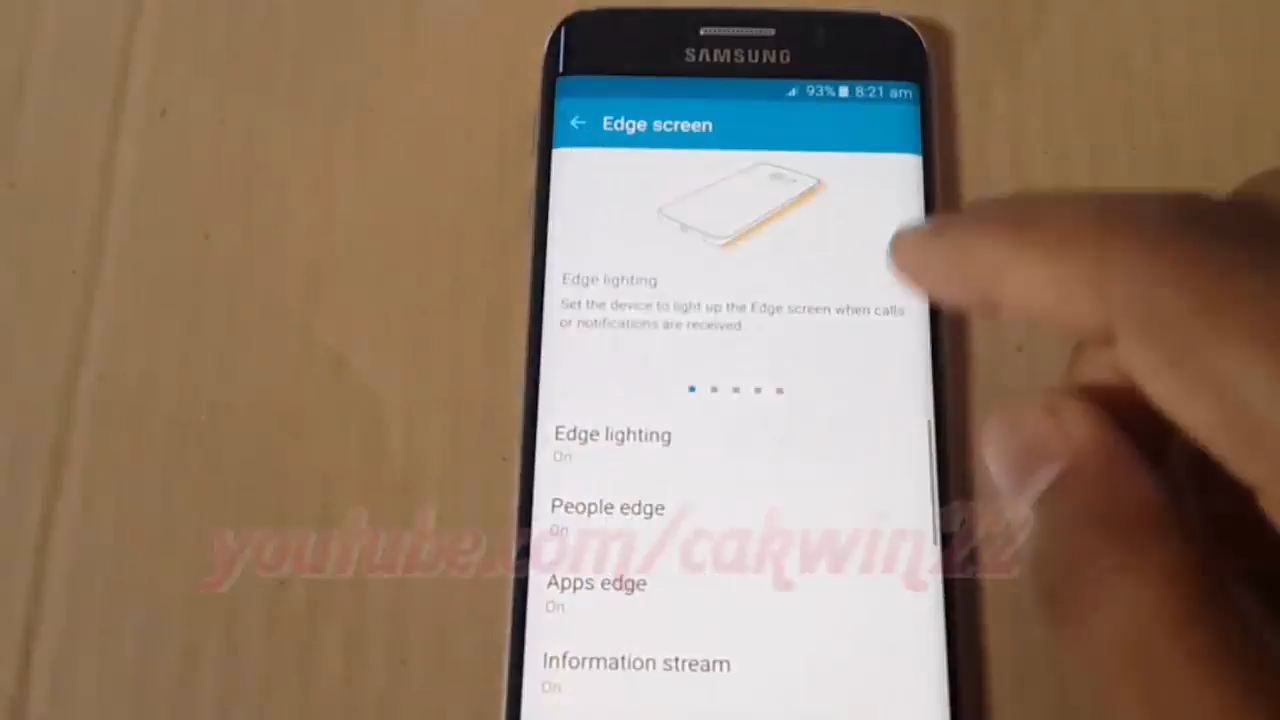 SAMSUNG
93% 8:21 am
Edge screen
Edge lighting
Set the device to light up the Edge screen when calls
or notifications are received.
Edge lighting
On
People edge
On
youtube.com/cakwin22
Apps edge
On
Information stream
On